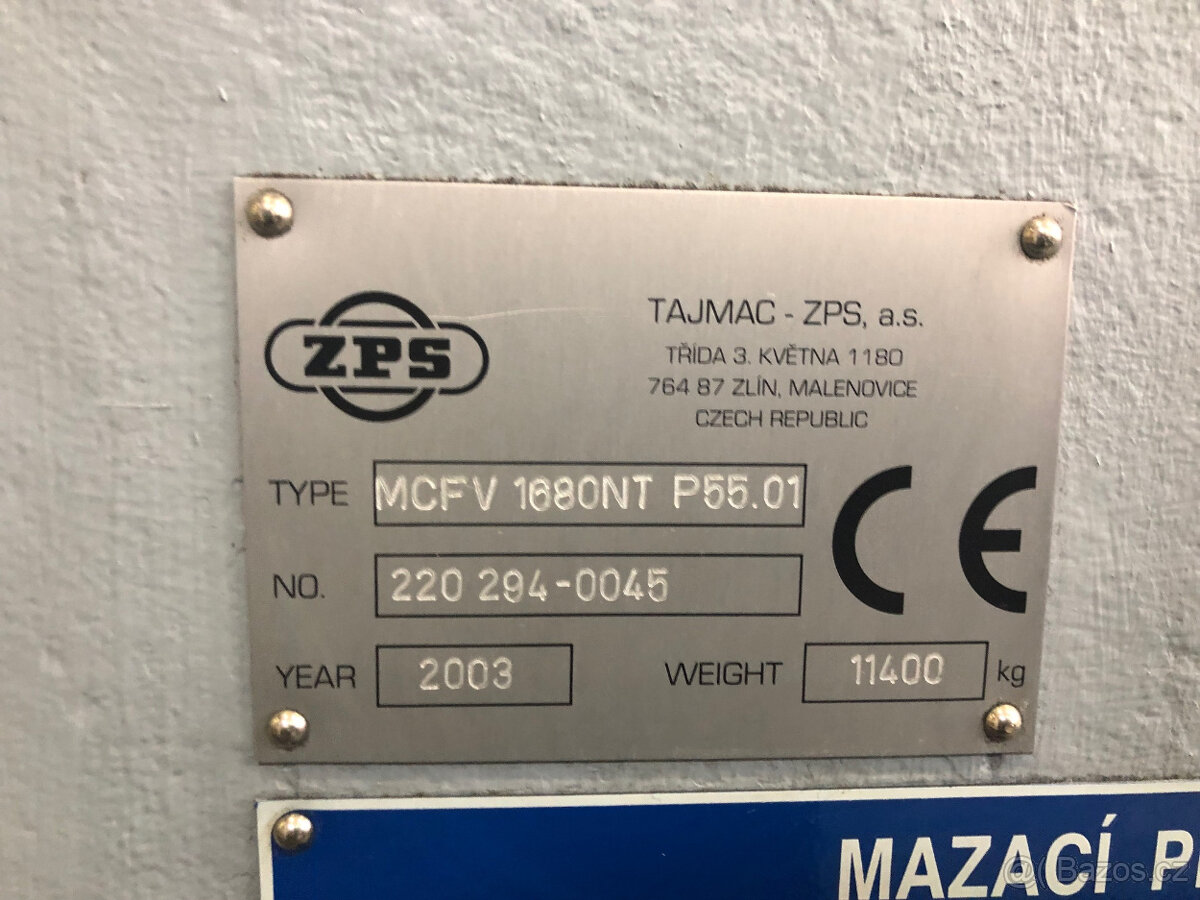 ZPS
TAJMAC - ZPS, a.s.
TŘÍDA 3. KVĚTNA 1180
764 87 ZLÍN, MALENOVICE
CZECH REPUBLIC
TYPE MCFV 1680NT P55.01
NO. 220 294-0045
CE
YEAR 2003 WEIGHT 11400 kg
MAZACÍ
Bazos.cz